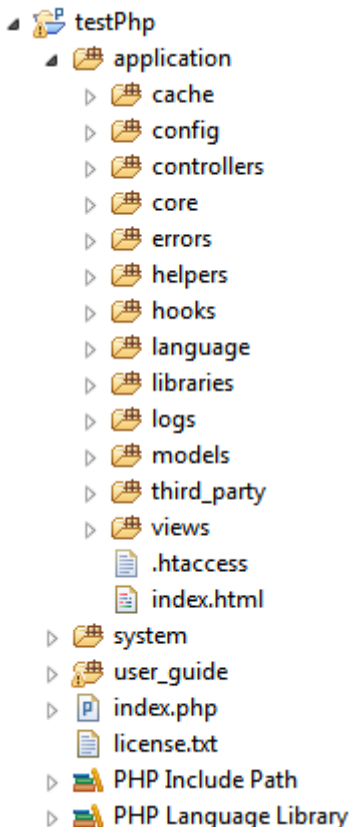 testPhp
application
cache
config
controllers
core
errors
helpers
hooks
language
libraries
logs
models
third_party
views
.htaccess
index.html
system
user_guide
index.php
license.txt
PHP Include Path
PHP Language Library